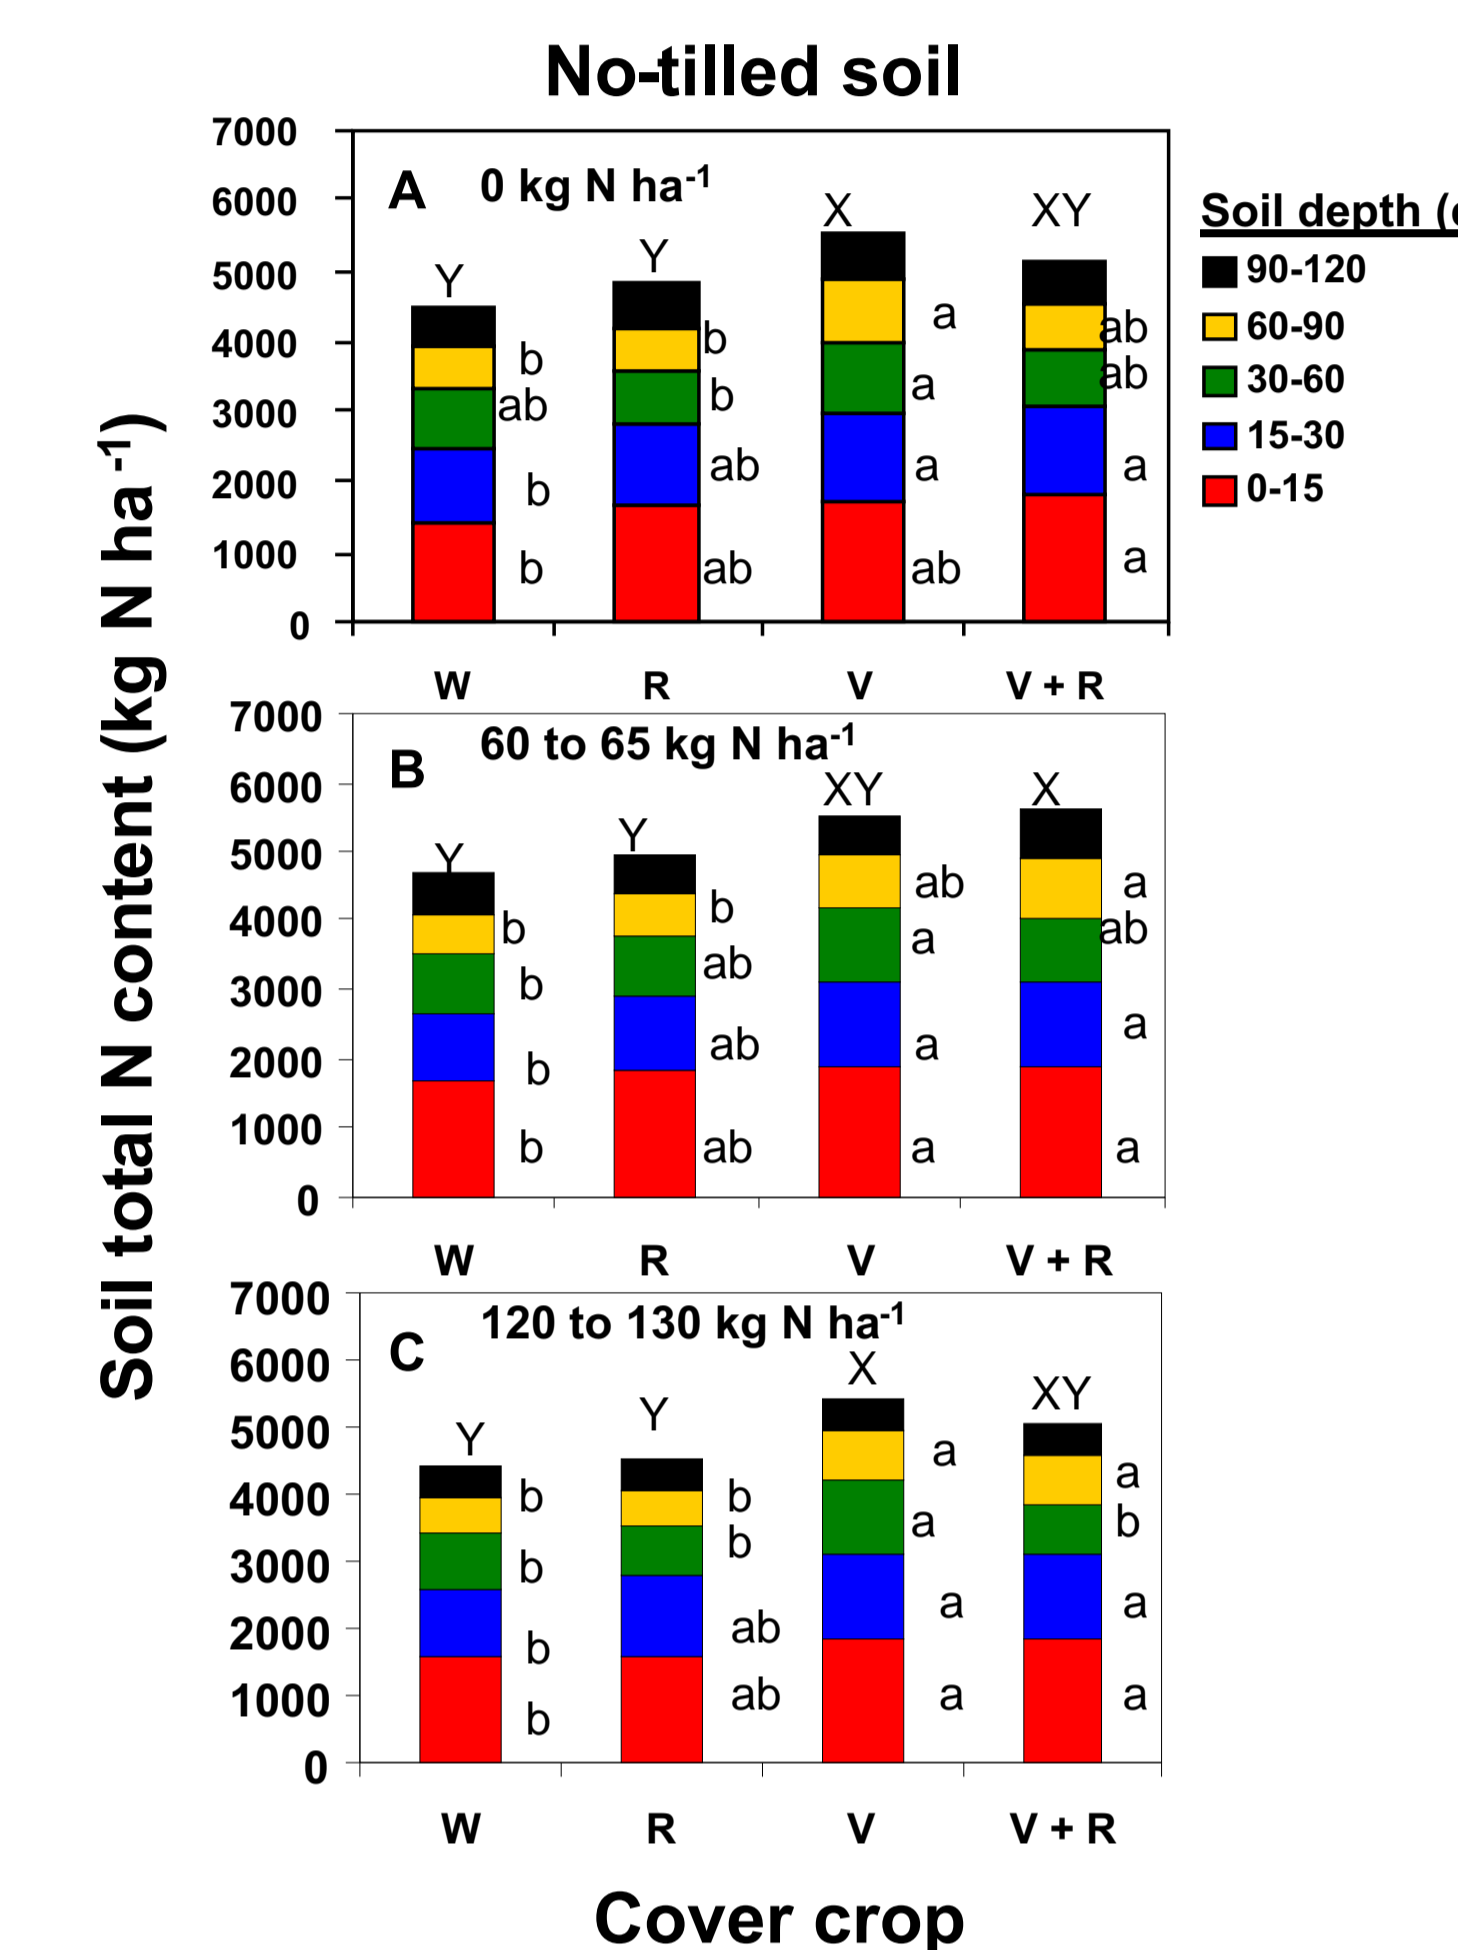 No-tilled soil
Soil total N content (kg N ha⁻¹)
7000
6000
5000
4000
3000
2000
1000
0
A
0 kg N ha⁻¹
Y
Y
X
XY
b
ab
b
b
b
b
ab
ab
a
a
a
ab
ab
ab
a
a
W
R
V
V + R
Soil depth (
90-120
60-90
30-60
15-30
0-15
7000
6000
5000
4000
3000
2000
1000
0
B
60 to 65 kg N ha⁻¹
Y
Y
XY
X
b
b
b
b
b
ab
ab
ab
ab
a
a
a
a
ab
a
a
W
R
V
V + R
7000
6000
5000
4000
3000
2000
1000
0
C
120 to 130 kg N ha⁻¹
Y
Y
X
XY
b
b
b
b
b
b
ab
ab
a
a
a
a
a
b
a
a
W
R
V
V + R
Cover crop